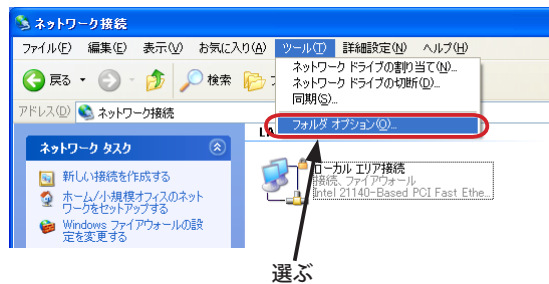 ネットワーク接続
ファイル(F) 編集(E) 表示(V) お気に入り(A) ツール(T) 詳細設定(N) ヘルプ(H)
戻る 検索
ネットワーク ドライブの割り当て(N)...
ネットワーク ドライブの切断(D)...
同期(S)...
フォルダ オプション(O)...
アドレス(D) ネットワーク接続
LA
ネットワーク タスク
新しい接続を作成する
ホーム/小規模オフィスのネット
ワークをセットアップする
Windows ファイアウォールの設
定を変更する
ローカル エリア接続
接続、ファイアウォール
Intel 21140-Based PCI Fast Ethe...
選ぶ